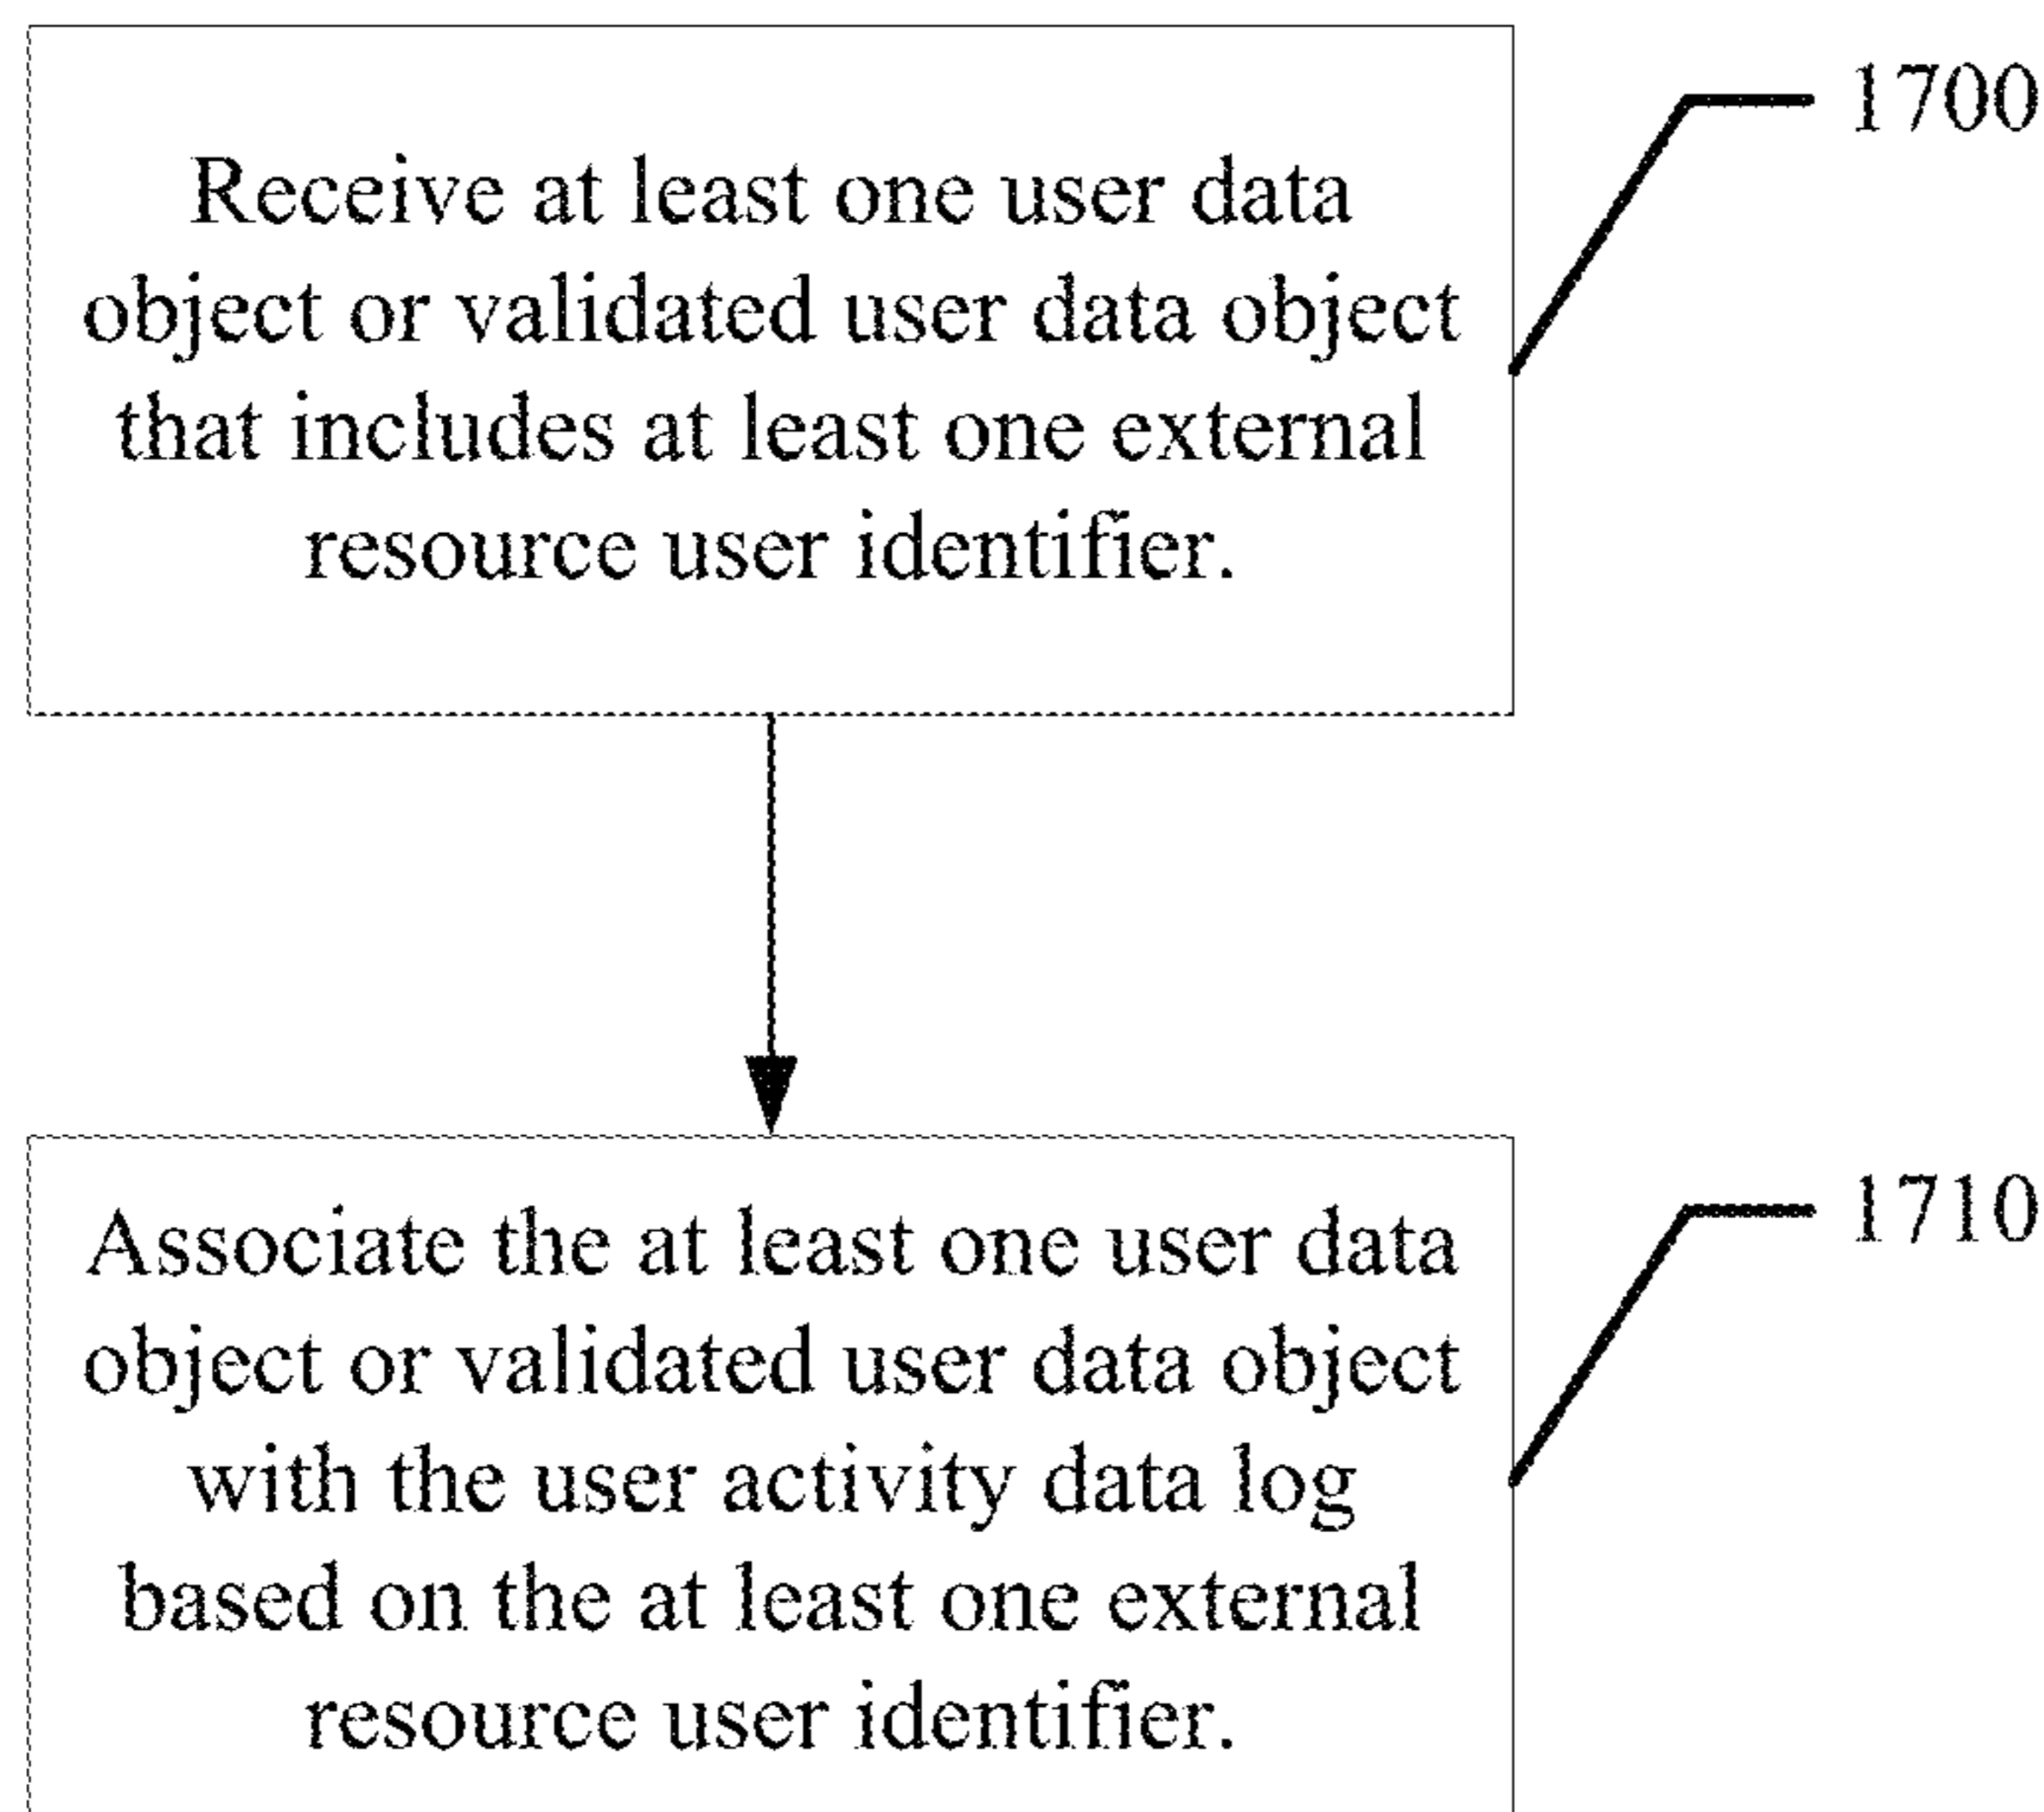 Receive at least one user data
object or validated user data object
that includes at least one external
resource user identifier.
1700
Associate the at least one user data
object or validated user data object
with the user activity data log
based on the at least one external
resource user identifier.
1710